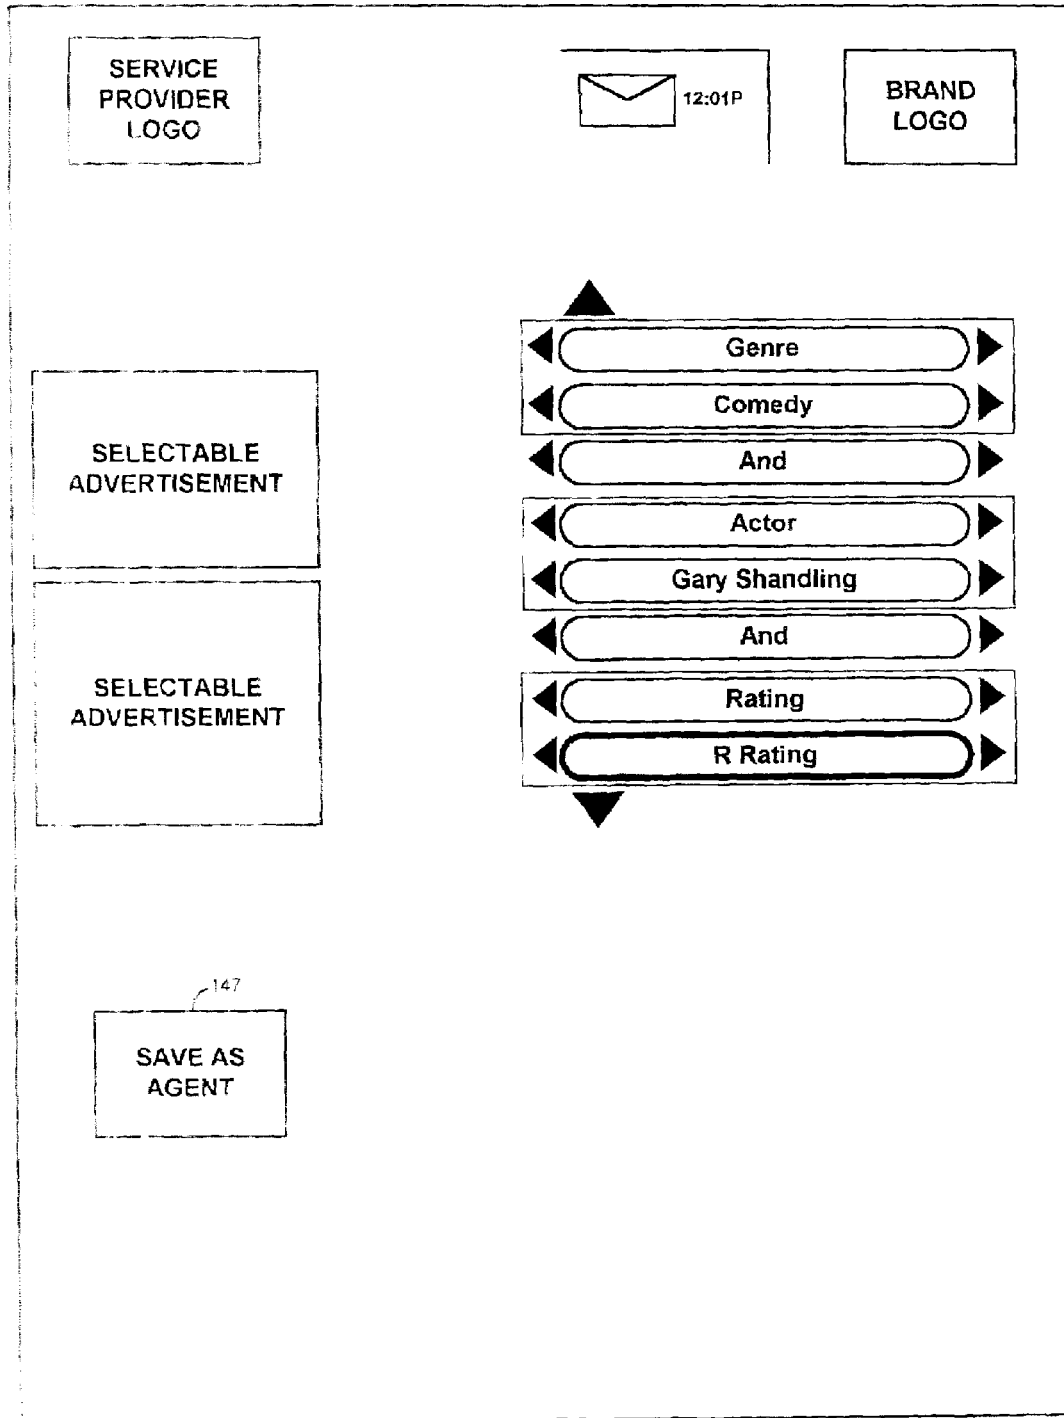 SERVICE
PROVIDER
LOGO
12:01P
BRAND
LOGO
Genre
Comedy
And
Actor
Gary Shandling
And
Rating
R Rating
SELECTABLE
ADVERTISEMENT
SELECTABLE
ADVERTISEMENT
147
SAVE AS
AGENT